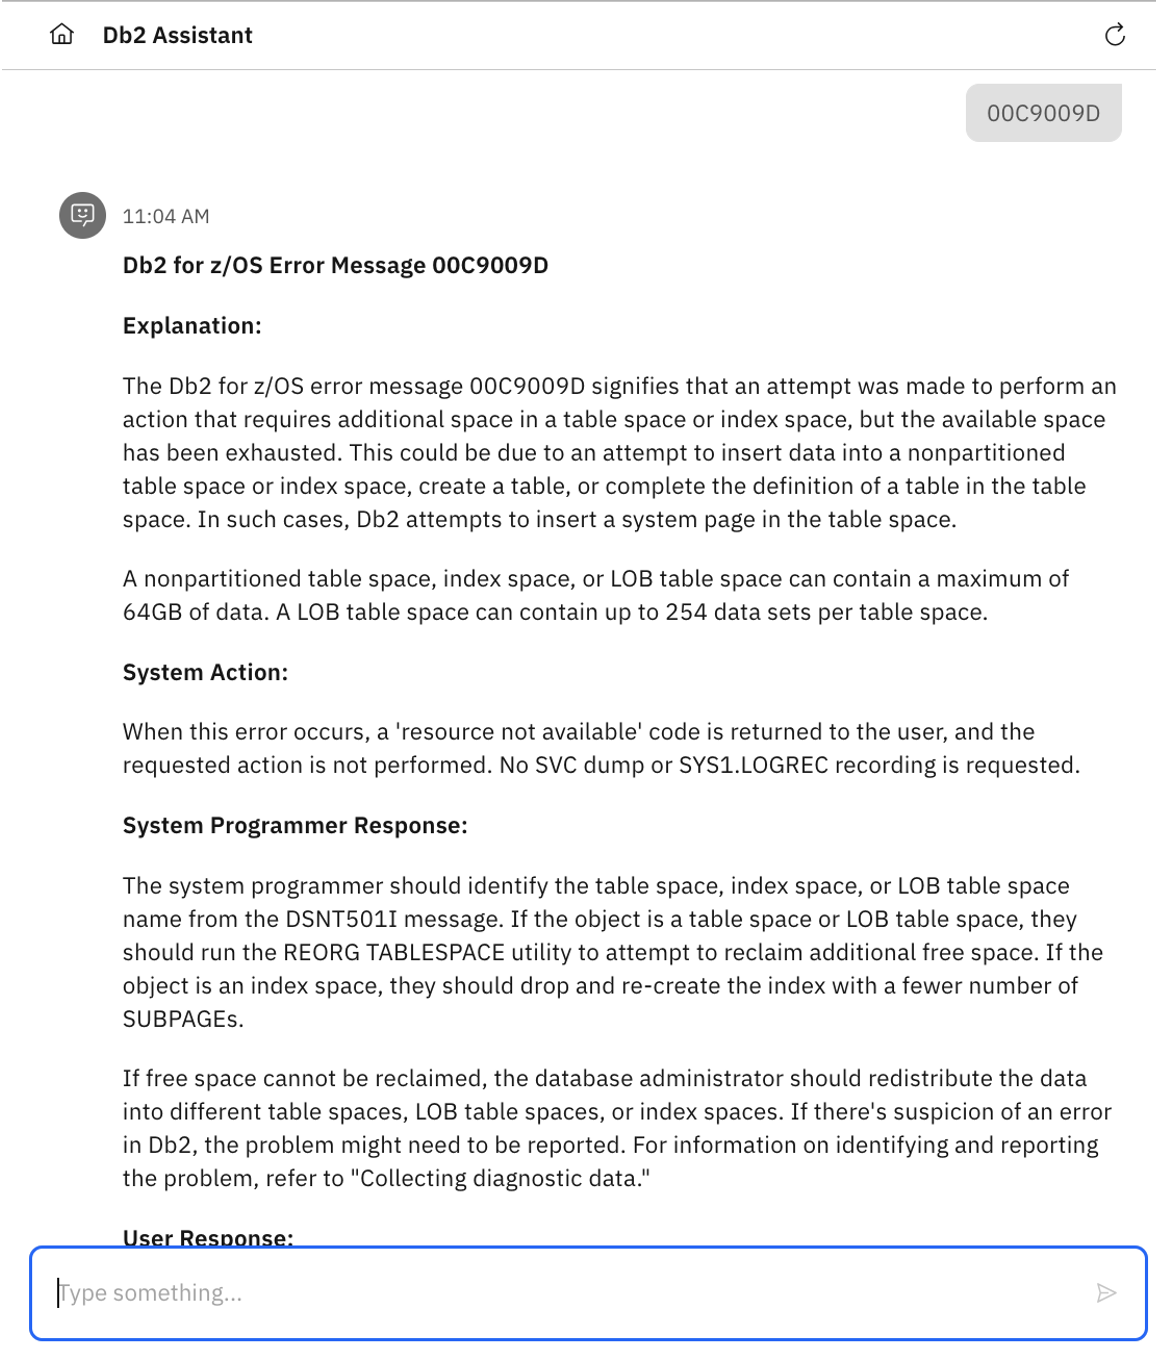 Db2 Assistant
00C9009D
11:04 AM
Db2 for z/OS Error Message 00C9009D
Explanation:
The Db2 for z/OS error message 00C9009D signifies that an attempt was made to perform an
action that requires additional space in a table space or index space, but the available space
has been exhausted. This could be due to an attempt to insert data into a nonpartitioned
table space or index space, create a table, or complete the definition of a table in the table
space. In such cases, Db2 attempts to insert a system page in the table space.
A nonpartitioned table space, index space, or LOB table space can contain a maximum of
64GB of data. A LOB table space can contain up to 254 data sets per table space.
System Action:
When this error occurs, a 'resource not available' code is returned to the user, and the
requested action is not performed. No SVC dump or SYS1.LOGREC recording is requested.
System Programmer Response:
The system programmer should identify the table space, index space, or LOB table space
name from the DSNT501I message. If the object is a table space or LOB table space, they
should run the REORG TABLESPACE utility to attempt to reclaim additional free space. If the
object is an index space, they should drop and re-create the index with a fewer number of
SUBPAGEs.
If free space cannot be reclaimed, the database administrator should redistribute the data
into different table spaces, LOB table spaces, or index spaces. If there's suspicion of an error
in Db2, the problem might need to be reported. For information on identifying and reporting
the problem, refer to "Collecting diagnostic data."
User Response:
Type something...